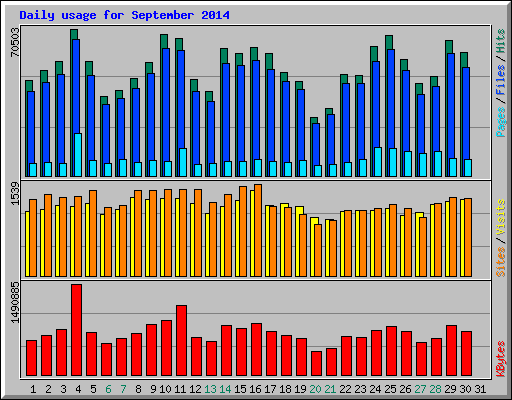 Daily usage for September 2014
70503
Pages/Files/Hits
1539
Sites/Visits
1490885
KBytes
1 2 3 4 5 6 7 8 9 10 11 12 13 14 15 16 17 18 19 20 21 22 23 24 25 26 27 28 29 30 31